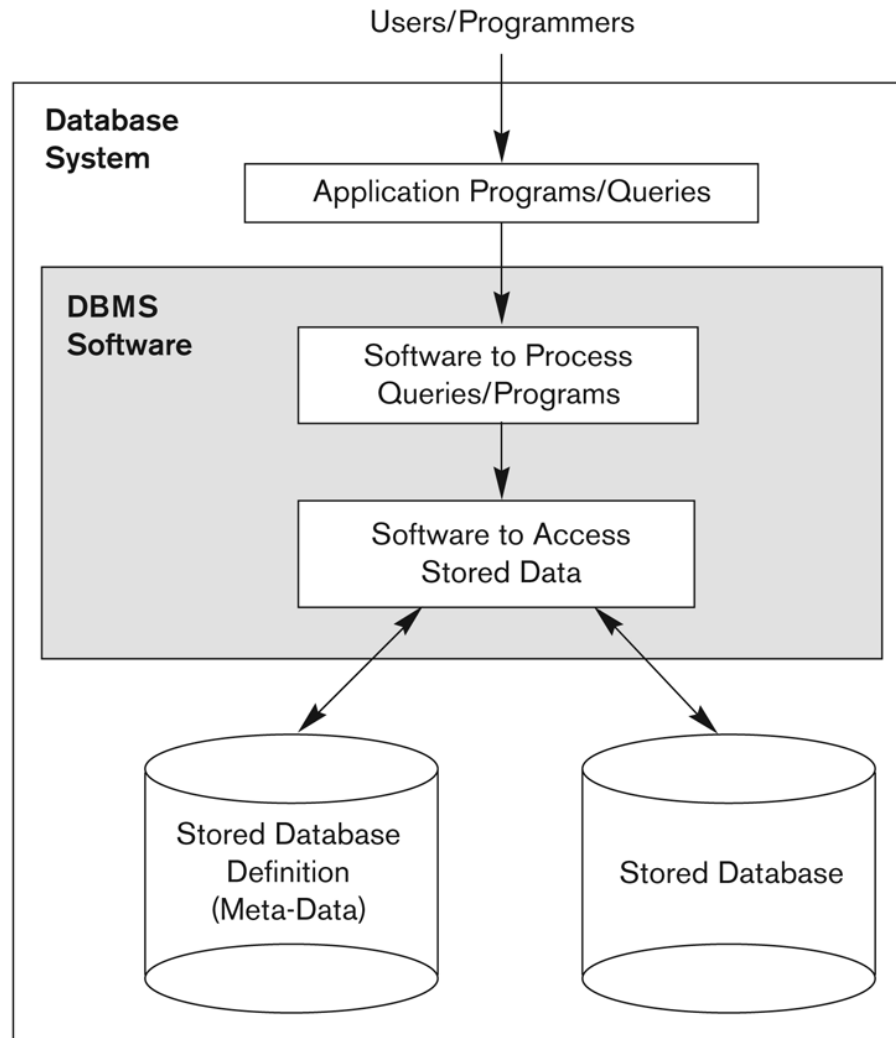 Users/Programmers
Database
System
Application Programs/Queries
DBMS
Software
Software to Process
Queries/Programs
Software to Access
Stored Data
Stored Database
Definition
(Meta-Data)
Stored Database